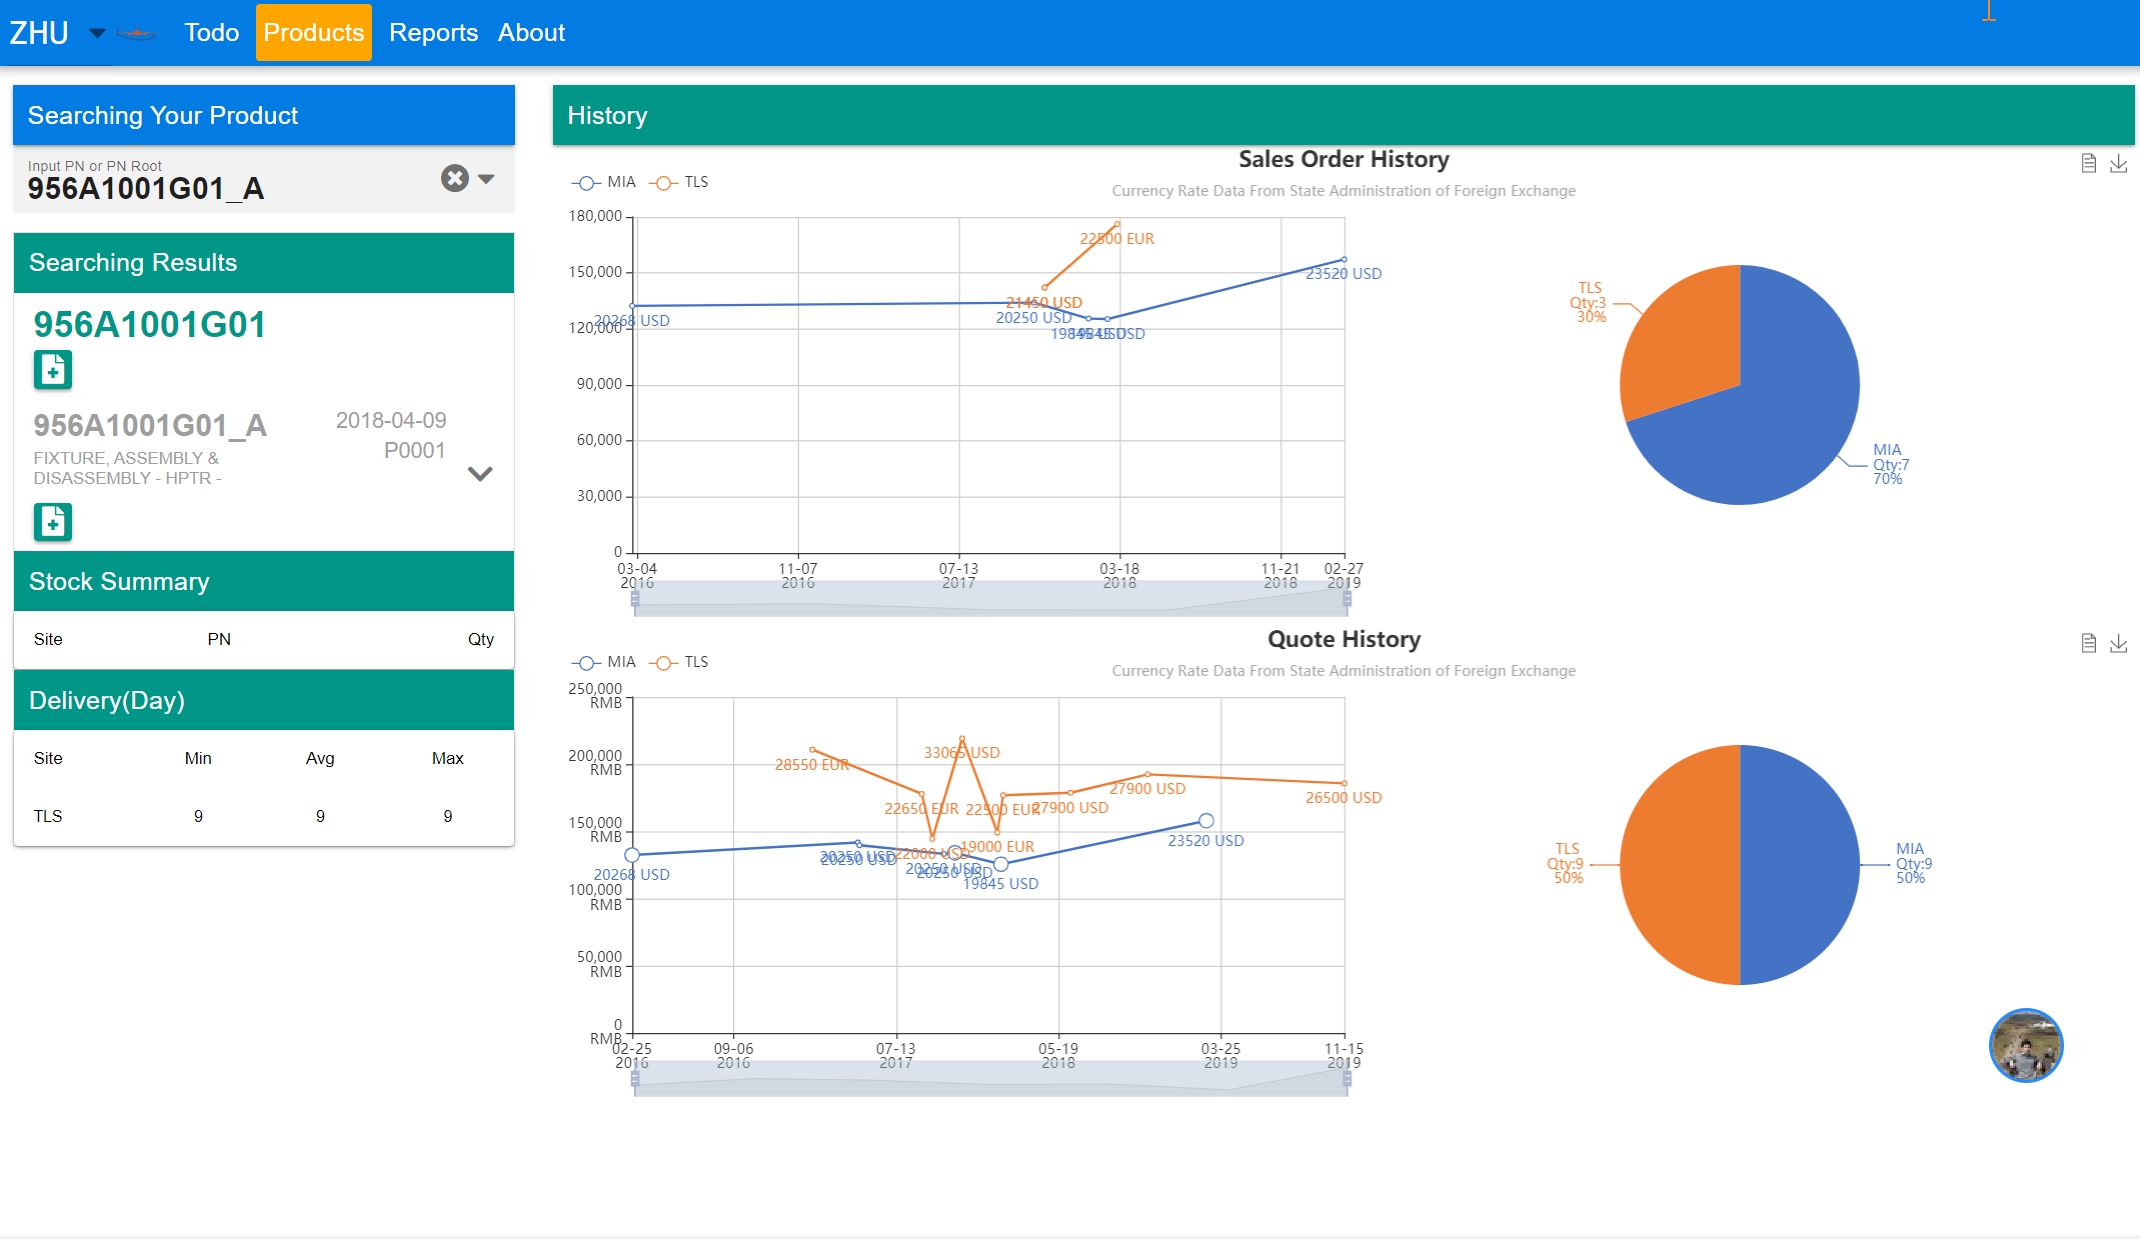 ZHU Todo Products Reports About
Searching Your Product
Input PN or PN Root
956A1001G01_A
Searching Results
956A1001G01
956A1001G01_A
2018-04-09
P0001
FIXTURE, ASSEMBLY &
DISASSEMBLY - HPTR -
Stock Summary
Site PN Qty
Delivery(Day)
Site Min Avg Max
TLS 9 9 9
History
Sales Order History
Currency Rate Data From State Administration of Foreign Exchange
MIA TLS
180,000
150,000
120,000
90,000
60,000
30,000
0
22500 EUR
23520 USD
21450 USD
20268 USD
20250 USD
19845 USD
19845 USD
03-04
2016
11-07
2016
07-13
2017
03-18
2018
11-21
2018
02-27
2019
TLS
Qty:3
30%
MIA
Qty:7
70%
Quote History
Currency Rate Data From State Administration of Foreign Exchange
MIA TLS
250,000
RMB
200,000
RMB
150,000
RMB
100,000
RMB
50,000
RMB
0
RMB
33065 USD
28550 EUR
27900 USD
26500 USD
22650 EUR
22500 EUR
27900 USD
23520 USD
19000 EUR
22000 USD
20250 USD
20250 USD
20250 USD
20250 USD
20268 USD
19845 USD
02-25
2016
09-06
2016
07-13
2017
05-19
2018
03-25
2019
11-15
2019
TLS
Qty:9
50%
MIA
Qty:9
50%